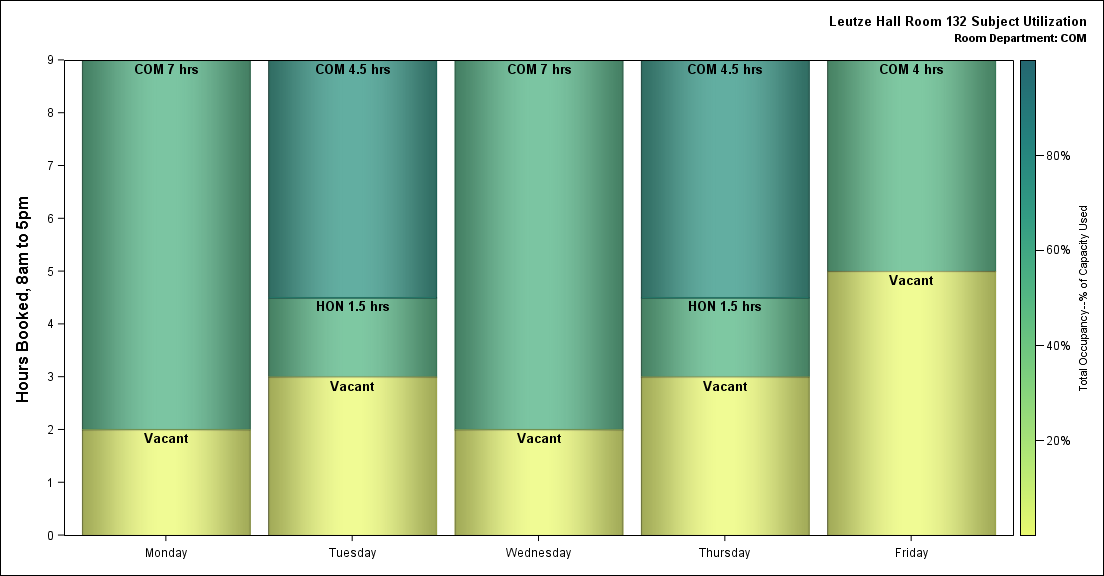 Leutze Hall Room 132 Subject Utilization
Room Department: COM
Hours Booked, 8am to 5pm
9
8
7
6
5
4
3
2
1
0
COM 7 hrs
Vacant
COM 4.5 hrs
HON 1.5 hrs
Vacant
COM 7 hrs
Vacant
COM 4.5 hrs
HON 1.5 hrs
Vacant
COM 4 hrs
Vacant
Monday
Tuesday
Wednesday
Thursday
Friday
80%
60%
40%
20%
Total Occupancy--% of Capacity Used